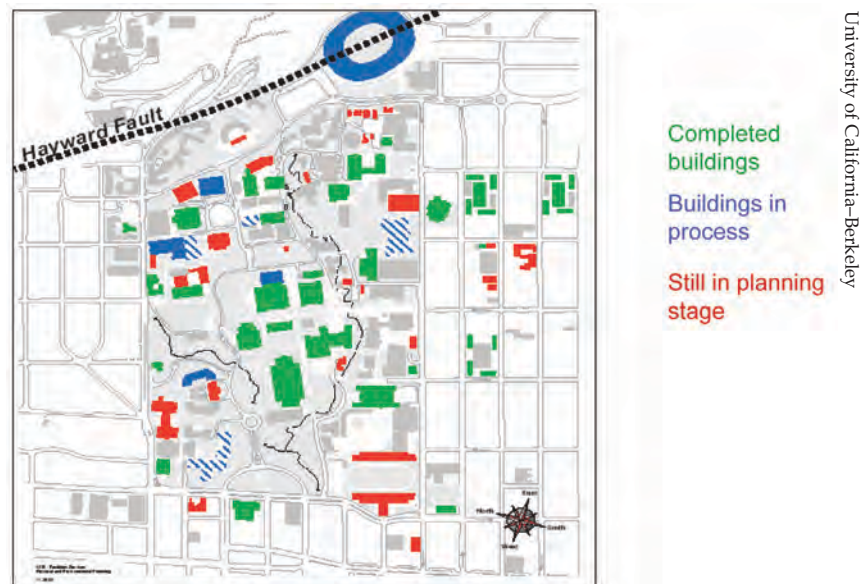 Hayward Fault
Completed
buildings
Buildings in
process
Still in planning
stage
University of California–Berkeley
East
North
South
West